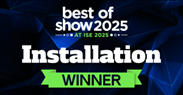 best of
show2025
AT ISE 2025
Installation
WINNER